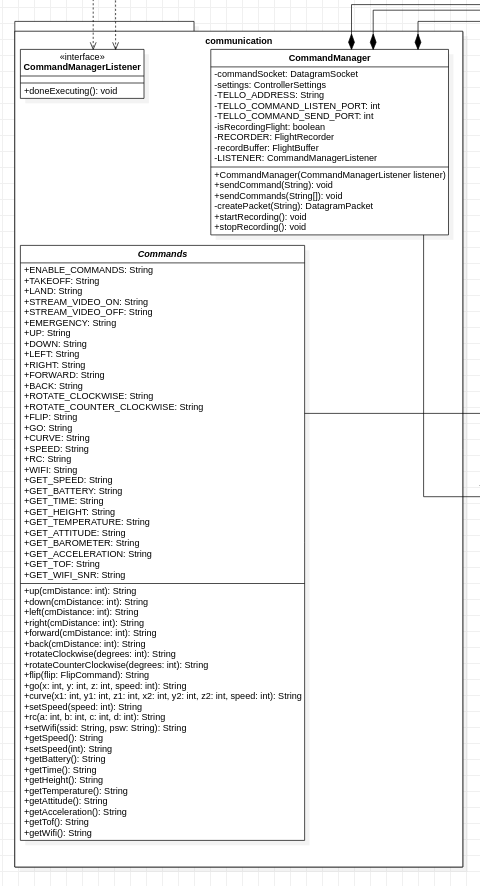 communication
«interface»
CommandManagerListener
+doneExecuting(): void
CommandManager
-commandSocket: DatagramSocket
-settings: ControllerSettings
-TELLO_ADDRESS: String
-TELLO_COMMAND_LISTEN_PORT: int
-TELLO_COMMAND_SEND_PORT: int
-isRecordingFlight: boolean
-RECORDER: FlightRecorder
-recordBuffer: FlightBuffer
-LISTENER: CommandManagerListener
+CommandManager(CommandManagerListener listener)
+sendCommand(String): void
+sendCommands(String[]): void
-createPacket(String): DatagramPacket
+startRecording(): void
+stopRecording(): void
Commands
+ENABLE_COMMANDS: String
+TAKEOFF: String
+LAND: String
+STREAM_VIDEO_ON: String
+STREAM_VIDEO_OFF: String
+EMERGENCY: String
+UP: String
+DOWN: String
+LEFT: String
+RIGHT: String
+FORWARD: String
+BACK: String
+ROTATE_CLOCKWISE: String
+ROTATE_COUNTER_CLOCKWISE: String
+FLIP: String
+GO: String
+CURVE: String
+SPEED: String
+RC: String
+WIFI: String
+GET_SPEED: String
+GET_BATTERY: String
+GET_TIME: String
+GET_HEIGHT: String
+GET_TEMPERATURE: String
+GET_ATTITUDE: String
+GET_BAROMETER: String
+GET_ACCELERATION: String
+GET_TOF: String
+GET_WIFI_SNR: String
+up(cmDistance: int): String
+down(cmDistance: int): String
+left(cmDistance: int): String
+right(cmDistance: int): String
+forward(cmDistance: int): String
+back(cmDistance: int): String
+rotateClockwise(degrees: int): String
+rotateCounterClockwise(degrees: int): String
+flip(flip: FlipCommand): String
+go(x: int, y: int, z: int, speed: int): String
+curve(x1: int, y1: int, z1: int, x2: int, y2: int, z2: int, speed: int): String
+setSpeed(speed: int): String
+rc(a: int, b: int, c: int, d: int): String
+setWifi(ssid: String, psw: String): String
+getSpeed(): String
+setSpeed(int): String
+getBattery(): String
+getTime(): String
+getHeight(): String
+getTemperature(): String
+getAttitude(): String
+getAcceleration(): String
+getTof(): String
+getWifi(): String